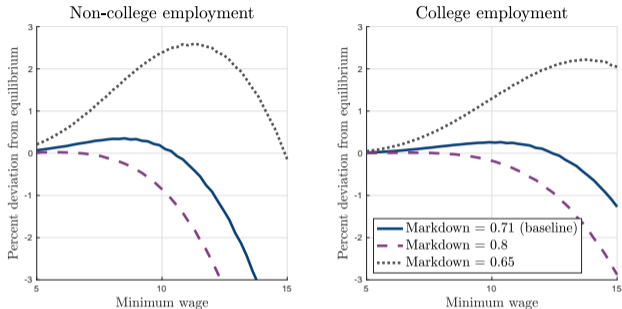 Non-college employment
Percent deviation from equilibrium
3
2
1
0
-1
-2
-3
5
10
15
Minimum wage
College employment
Percent deviation from equilibrium
3
2
1
0
-1
-2
-3
Markdown = 0.71 (baseline)
Markdown = 0.8
Markdown = 0.65
5
10
15
Minimum wage